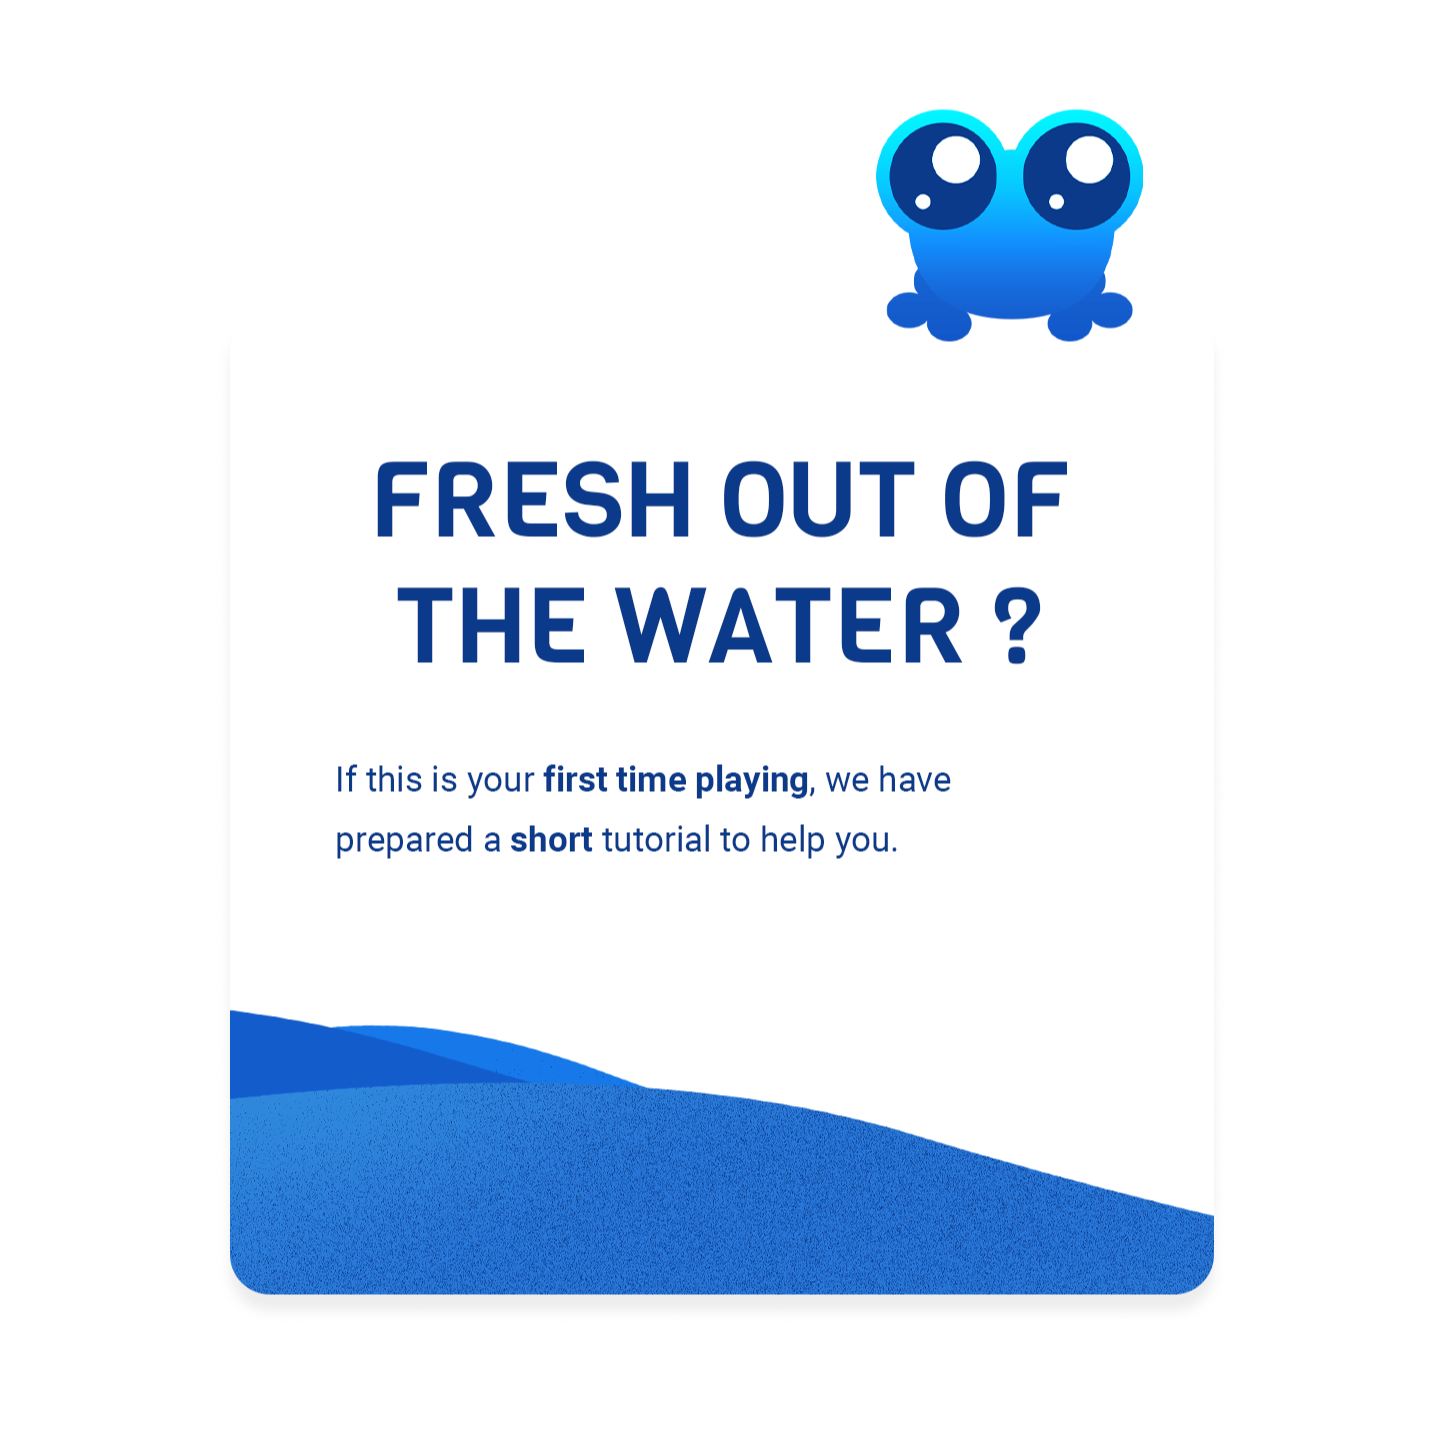 FRESH OUT OF
THE WATER ?
If this is your first time playing, we have
prepared a short tutorial to help you.